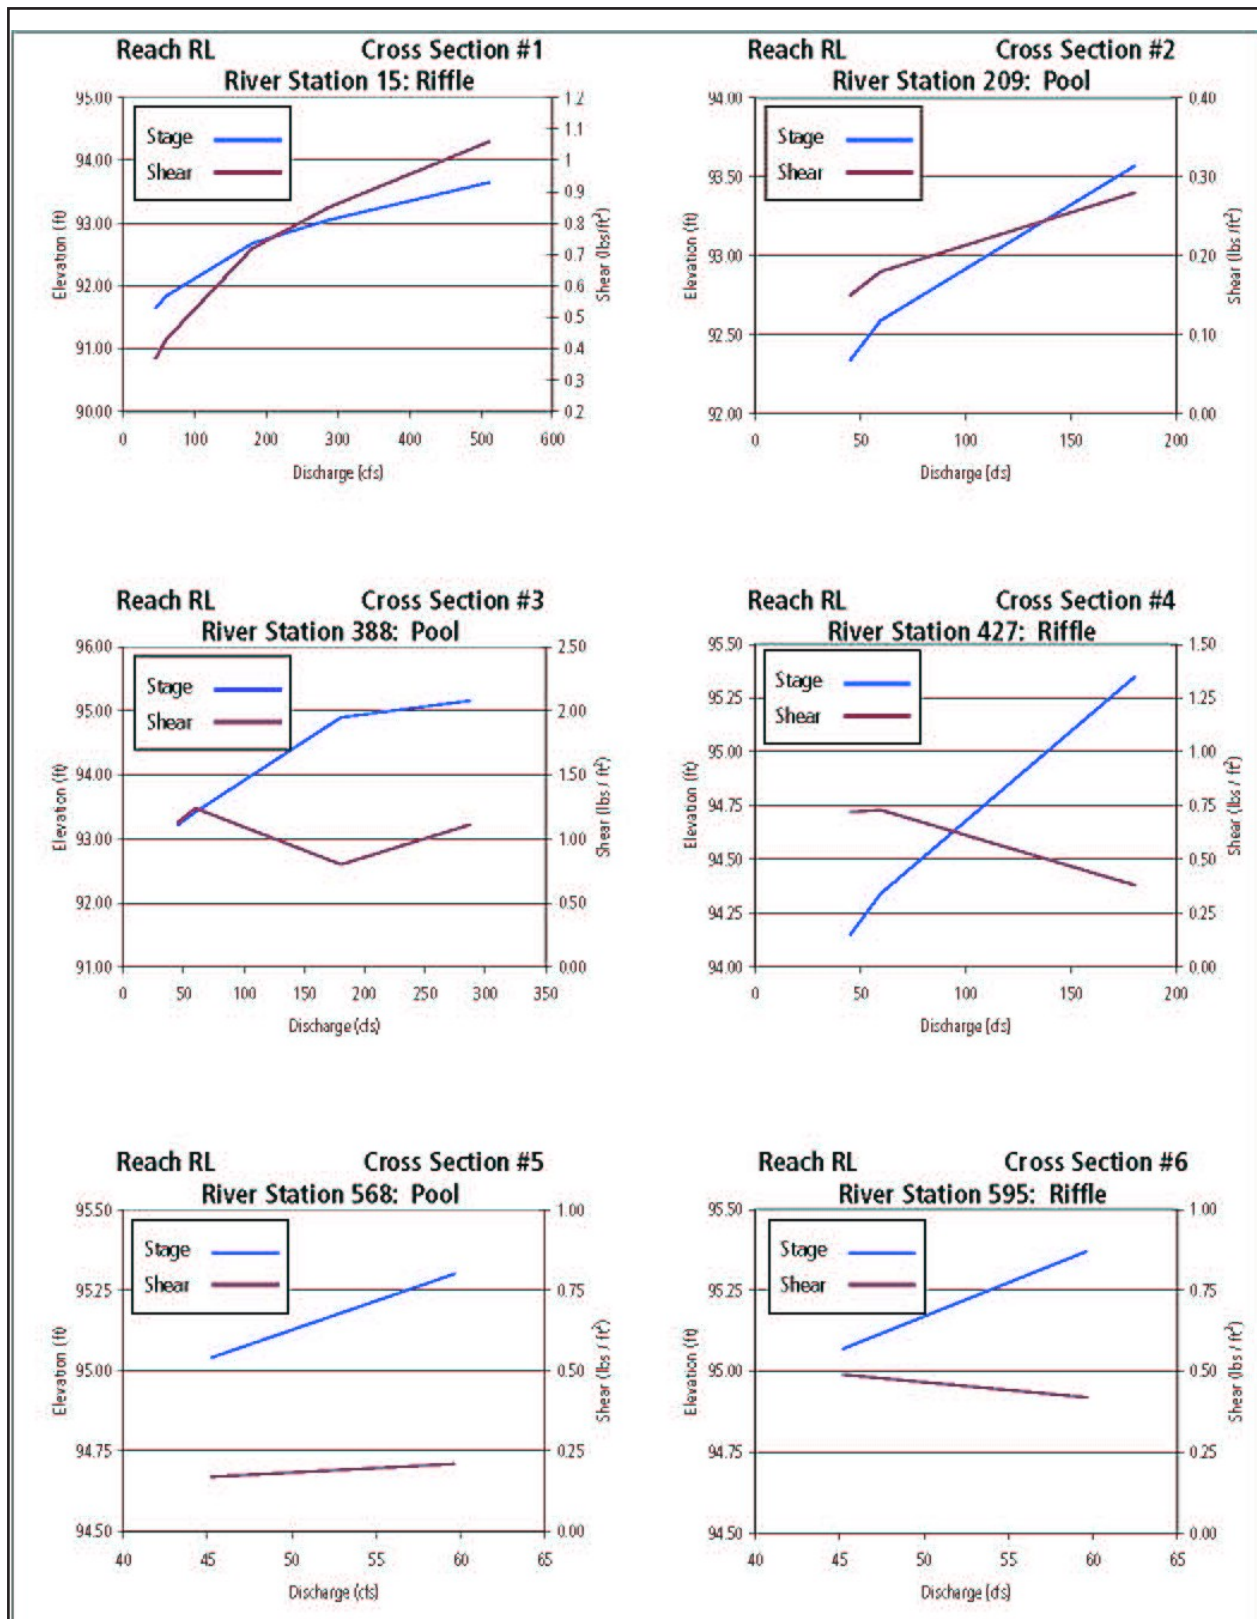 Reach RL Cross Section #1
River Station 15: Riffle
95.00
94.00
93.00
92.00
91.00
90.00
Elevation (ft)
Stage
Shear
1.2
1.1
1
0.9
0.8
0.7
0.6
0.5
0.4
0.3
0.2
Shear (lbs/ft²)
0 100 200 300 400 500 600
Discharge (cfs)
Reach RL Cross Section #2
River Station 209: Pool
94.00
93.50
93.00
92.50
92.00
Elevation (ft)
Stage
Shear
0.40
0.30
0.20
0.10
0.00
Shear (lbs/ft²)
0 50 100 150 200
Discharge (cfs)
Reach RL Cross Section #3
River Station 388: Pool
96.00
95.00
94.00
93.00
92.00
91.00
Elevation (ft)
Stage
Shear
2.50
2.00
1.50
1.00
0.50
0.00
Shear (lbs / ft²)
0 50 100 150 200 250 300 350
Discharge (cfs)
Reach RL Cross Section #4
River Station 427: Riffle
95.50
95.25
95.00
94.75
94.50
94.25
94.00
Elevation (ft)
Stage
Shear
1.50
1.25
1.00
0.75
0.50
0.25
0.00
Shear (lbs / ft²)
0 50 100 150 200
Discharge (cfs)
Reach RL Cross Section #5
River Station 568: Pool
95.50
95.25
95.00
94.75
94.50
Elevation (ft)
Stage
Shear
1.00
0.75
0.50
0.25
0.00
Shear (lbs / ft²)
40 45 50 55 60 65
Discharge (cfs)
Reach RL Cross Section #6
River Station 595: Riffle
95.50
95.25
95.00
94.75
94.50
Elevation (ft)
Stage
Shear
1.00
0.75
0.50
0.25
0.00
Shear (lbs / ft²)
40 45 50 55 60 65
Discharge (cfs)